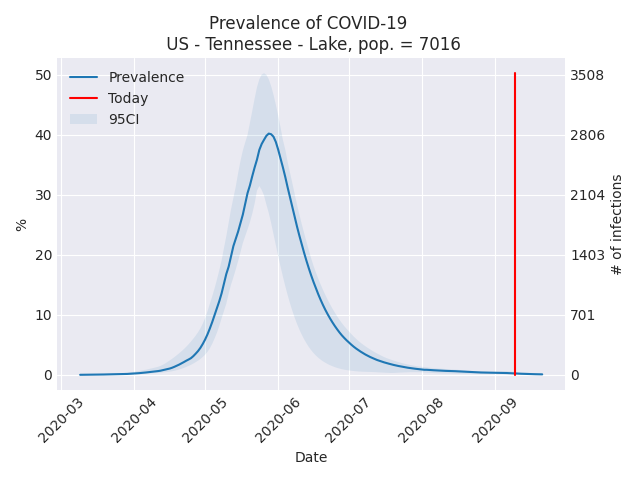 Prevalence of COVID-19
US - Tennessee - Lake, pop. = 7016
Prevalence
Today
95CI
50
40
30
20
10
0
%
3508
2806
2104
1403
701
0
# of infections
2020-03
2020-04
2020-05
2020-06
2020-07
2020-08
2020-09
Date